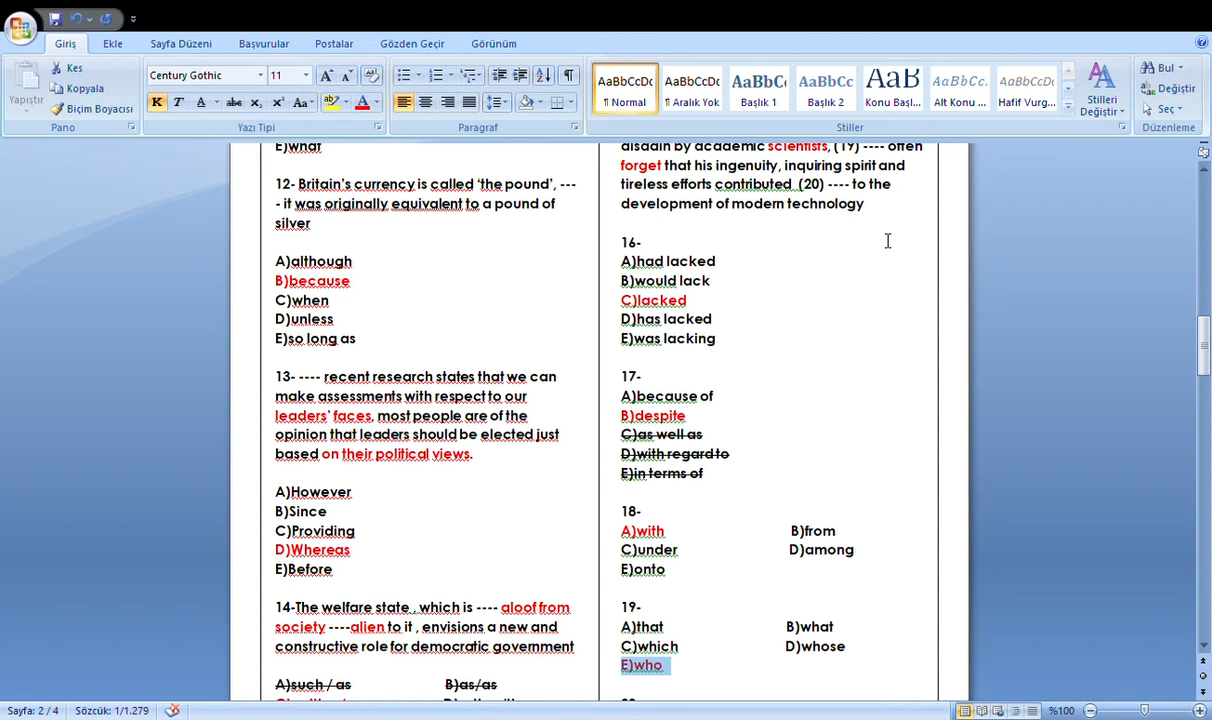 Giriş Ekle Sayfa Düzeni Başvurular Postalar Gözden Geçir Görünüm
Yapıştır
Kes
Kopyala
Biçim Boyacısı
Pano
Century Gothic 11
K T A abc x₂ x² Aa
Yazı Tipi
Paragraf
AaBbCcDc AaBbCcDc AaBbCc AaBbCc AaB AaBbCc. AaBbCcDc
¶ Normal ¶ Aralık Yok Başlık 1 Başlık 2 Konu Başl... Alt Konu ... Hafif Vurg...
Stiller
Stilleri
Değiştir
Bul
Değiştir
Seç
Düzenleme
E)what
12- Britain’s currency is called ‘the pound’, ---
- it was originally equivalent to a pound of
silver
A)although
B)because
C)when
D)unless
E)so long as
13- ---- recent research states that we can
make assessments with respect to our
leaders’ faces, most people are of the
opinion that leaders should be elected just
based on their political views.
A)However
B)Since
C)Providing
D)Whereas
E)Before
14-The welfare state , which is ---- aloof from
society ----alien to it , envisions a new and
constructive role for democratic government
A)such / as B)as/as
disdain by academic scientists, (19) ---- often
forget that his ingenuity, inquiring spirit and
tireless efforts contributed (20) ---- to the
development of modern technology
16-
A)had lacked
B)would lack
C)lacked
D)has lacked
E)was lacking
17-
A)because of
B)despite
C)as well as
D)with regard to
E)in terms of
18-
A)with B)from
C)under D)among
E)onto
19-
A)that B)what
C)which D)whose
E)who
Sayfa: 2 / 4 Sözcük: 1/1.279 %100